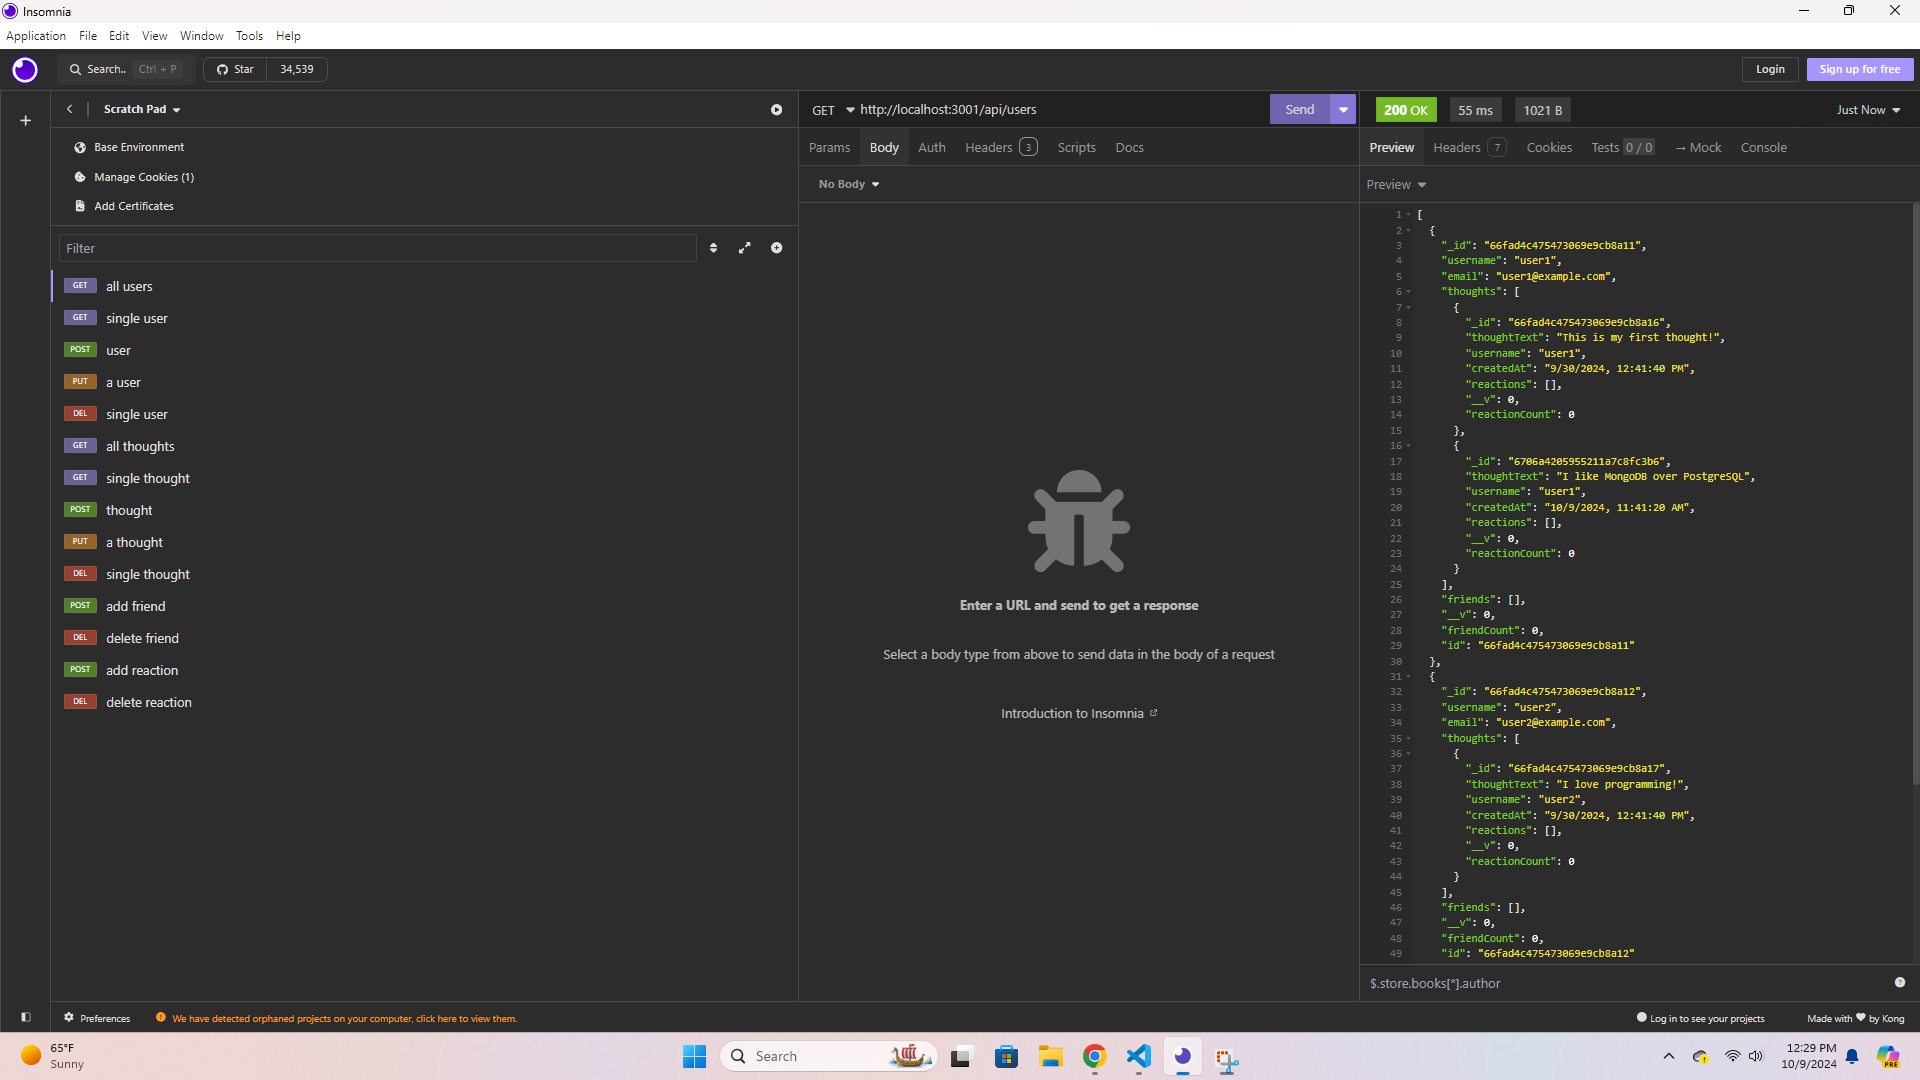 Insomnia
Application File Edit View Window Tools Help
Search.. Ctrl + P Star 34,539 Login Sign up for free
Scratch Pad
Base Environment
Manage Cookies (1)
Add Certificates
Filter
GET all users
GET single user
POST user
PUT a user
DEL single user
GET all thoughts
GET single thought
POST thought
PUT a thought
DEL single thought
POST add friend
DEL delete friend
POST add reaction
DEL delete reaction
GET http://localhost:3001/api/users Send
Params Body Auth Headers 3 Scripts Docs
No Body
Enter a URL and send to get a response
Select a body type from above to send data in the body of a request
Introduction to Insomnia
200 OK 55 ms 1021 B Just Now
Preview Headers 7 Cookies Tests 0 / 0 → Mock Console
Preview
1 [
2 {
3 "_id": "66fad4c475473069e9cb8a11",
4 "username": "user1",
5 "email": "user1@example.com",
6 "thoughts": [
7 {
8 "_id": "66fad4c475473069e9cb8a16",
9 "thoughtText": "This is my first thought!",
10 "username": "user1",
11 "createdAt": "9/30/2024, 12:41:40 PM",
12 "reactions": [],
13 "__v": 0,
14 "reactionCount": 0
15 },
16 {
17 "_id": "6706a4205955211a7c8fc3b6",
18 "thoughtText": "I like MongoDB over PostgreSQL",
19 "username": "user1",
20 "createdAt": "10/9/2024, 11:41:20 AM",
21 "reactions": [],
22 "__v": 0,
23 "reactionCount": 0
24 }
25 ],
26 "friends": [],
27 "__v": 0,
28 "friendCount": 0,
29 "id": "66fad4c475473069e9cb8a11"
30 },
31 {
32 "_id": "66fad4c475473069e9cb8a12",
33 "username": "user2",
34 "email": "user2@example.com",
35 "thoughts": [
36 {
37 "_id": "66fad4c475473069e9cb8a17",
38 "thoughtText": "I love programming!",
39 "username": "user2",
40 "createdAt": "9/30/2024, 12:41:40 PM",
41 "reactions": [],
42 "__v": 0,
43 "reactionCount": 0
44 }
45 ],
46 "friends": [],
47 "__v": 0,
48 "friendCount": 0,
49 "id": "66fad4c475473069e9cb8a12"
$.store.books[*].author
Preferences We have detected orphaned projects on your computer, click here to view them. Log in to see your projects Made with ♥ by Kong
65°F
Sunny
Search
12:29 PM
10/9/2024
PRE